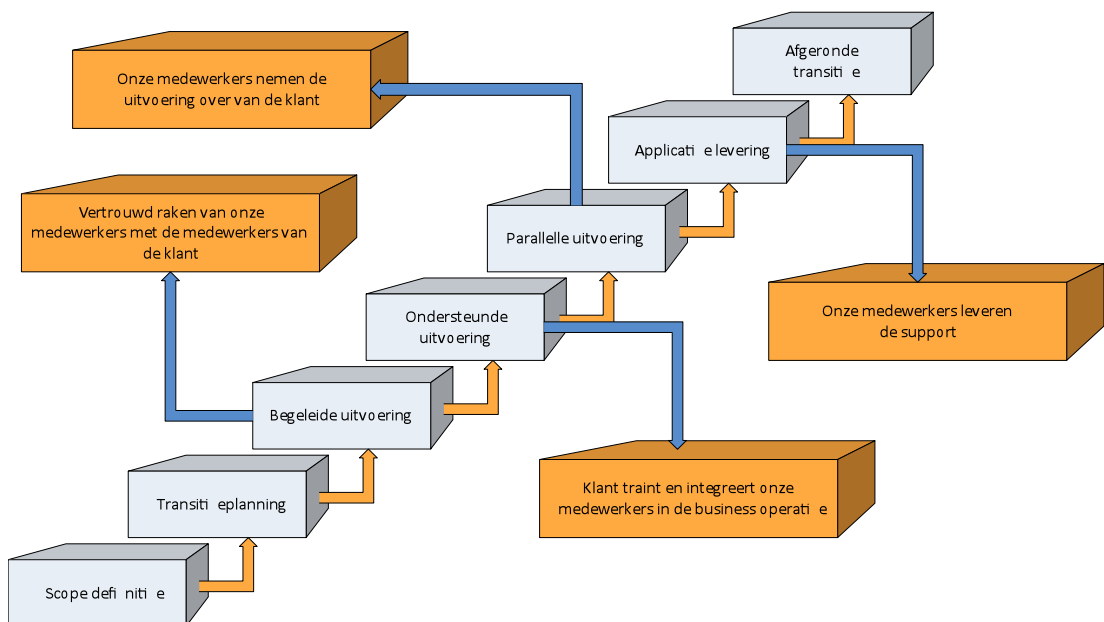 Afgeronde
transiti e
Onze medewerkers nemen de
uitvoering over van de klant
Applicati e levering
Vertrouwd raken van onze
medewerkers met de medewerkers van
de klant
Parallelle uitvoering
Onze medewerkers leveren
de support
Ondersteunde
uitvoering
Begeleide uitvoering
Klant traint en integreert onze
medewerkers in de business operati e
Transiti eplanning
Scope defi niti e